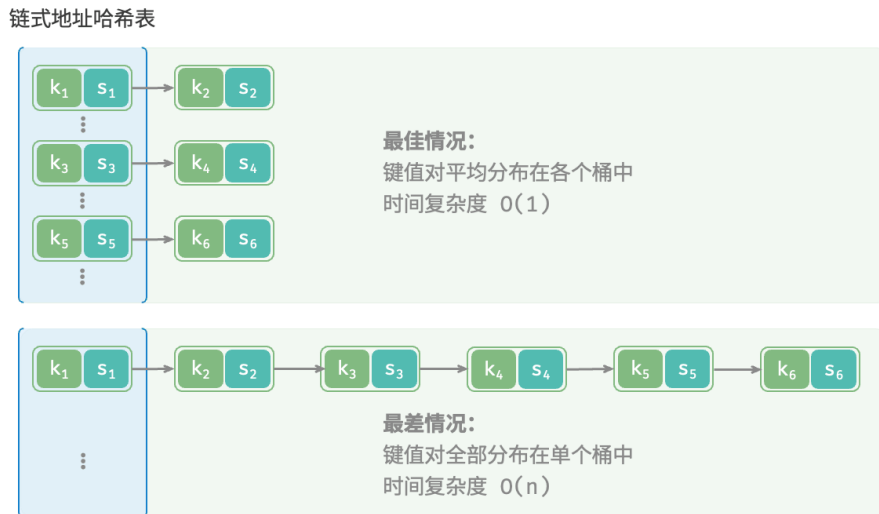 链式地址哈希表
k₁ s₁ k₂ s₂
k₃ s₃ k₄ s₄
k₅ s₅ k₆ s₆
最佳情况：
键值对平均分布在各个桶中
时间复杂度 O(1)
k₁ s₁ k₂ s₂ k₃ s₃ k₄ s₄ k₅ s₅ k₆ s₆
最差情况：
键值对全部分布在单个桶中
时间复杂度 O(n)